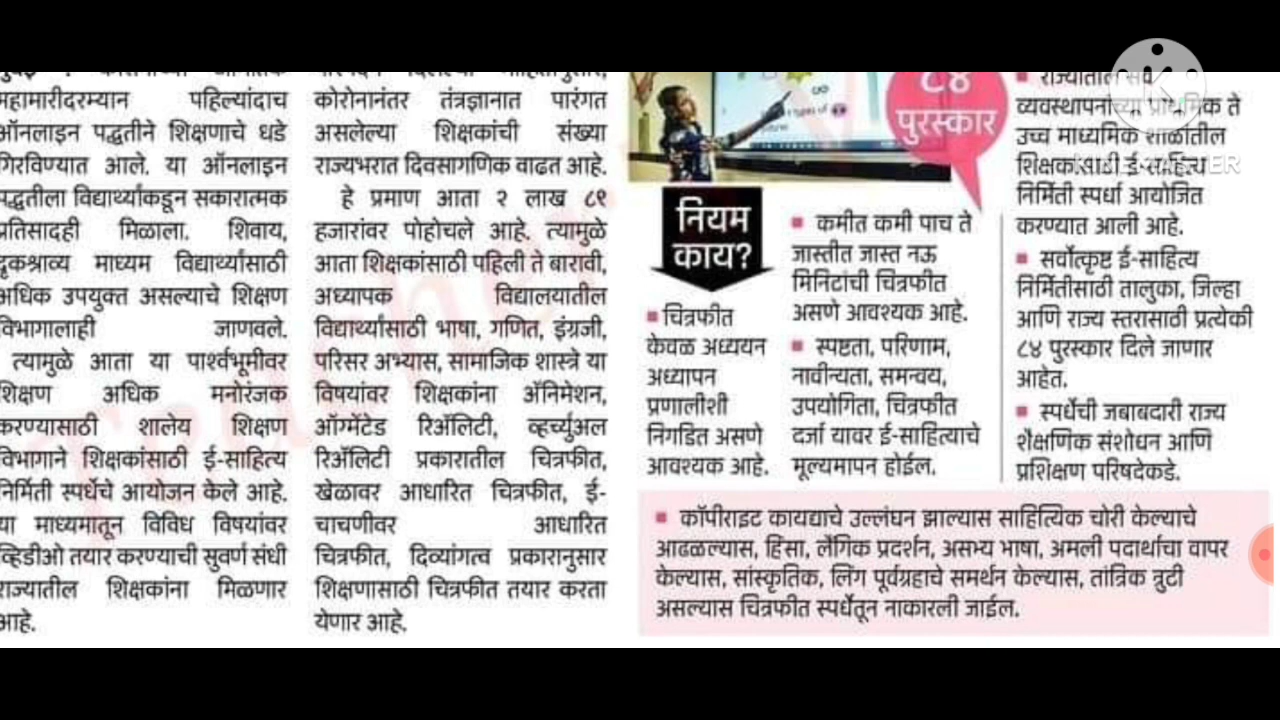 महामारीदरम्यान पहिल्यांदाच
ऑनलाइन पद्धतीने शिक्षणाचे धडे
गिरविण्यात आले. या ऑनलाइन
पद्धतीला विद्यार्थ्यांकडून सकारात्मक
प्रतिसादही मिळाला. शिवाय,
दृकश्राव्य माध्यम विद्यार्थ्यांसाठी
अधिक उपयुक्त असल्याचे शिक्षण
विभागालाही जाणवले.
त्यामुळे आता या पार्श्वभूमीवर
शिक्षण अधिक मनोरंजक
करण्यासाठी शालेय शिक्षण
विभागाने शिक्षकांसाठी ई-साहित्य
निर्मिती स्पर्धेचे आयोजन केले आहे.
या माध्यमातून विविध विषयांवर
व्हिडीओ तयार करण्याची सुवर्ण संधी
राज्यातील शिक्षकांना मिळणार
आहे.
कोरोनानंतर तंत्रज्ञानात पारंगत
असलेल्या शिक्षकांची संख्या
राज्यभरात दिवसागणिक वाढत आहे.
हे प्रमाण आता २ लाख ८९
हजारांवर पोहोचले आहे. त्यामुळे
आता शिक्षकांसाठी पहिली ते बारावी,
अध्यापक विद्यालयातील
विद्यार्थ्यांसाठी भाषा, गणित, इंग्रजी,
परिसर अभ्यास, सामाजिक शास्त्रे या
विषयांवर शिक्षकांना ॲनिमेशन,
ऑग्मेंटेड रिॲलिटी, व्हर्च्युअल
रिॲलिटी प्रकारातील चित्रफीत,
खेळावर आधारित चित्रफीत, ई-
चाचणीवर आधारित
चित्रफीत, दिव्यांगत्व प्रकारानुसार
शिक्षणासाठी चित्रफीत तयार करता
येणार आहे.
८४
पुरस्कार
नियम
काय?
▪ चित्रफीत
केवळ अध्ययन
अध्यापन
प्रणालीशी
निगडित असणे
आवश्यक आहे.
▪ कमीत कमी पाच ते
जास्तीत जास्त नऊ
मिनिटांची चित्रफीत
असणे आवश्यक आहे.
▪ स्पष्टता, परिणाम,
नावीन्यता, समन्वय,
उपयोगिता, चित्रफीत
दर्जा यावर ई-साहित्याचे
मूल्यमापन होईल.
▪ राज्यातील सर्व
व्यवस्थापनांच्या प्राथमिक ते
उच्च माध्यमिक शाळांतील
शिक्षकांसाठी ई-साहित्य
निर्मिती स्पर्धा आयोजित
करण्यात आली आहे.
▪ सर्वोत्कृष्ट ई-साहित्य
निर्मितीसाठी तालुका, जिल्हा
आणि राज्य स्तरासाठी प्रत्येकी
८४ पुरस्कार दिले जाणार
आहेत.
▪ स्पर्धेची जबाबदारी राज्य
शैक्षणिक संशोधन आणि
प्रशिक्षण परिषदेकडे.
▪ कॉपीराइट कायद्याचे उल्लंघन झाल्यास साहित्यिक चोरी केल्याचे
आढळल्यास, हिंसा, लैंगिक प्रदर्शन, असभ्य भाषा, अमली पदार्थाचा वापर
केल्यास, सांस्कृतिक, लिंग पूर्वग्रहाचे समर्थन केल्यास, तांत्रिक त्रुटी
असल्यास चित्रफीत स्पर्धेतून नाकारली जाईल.